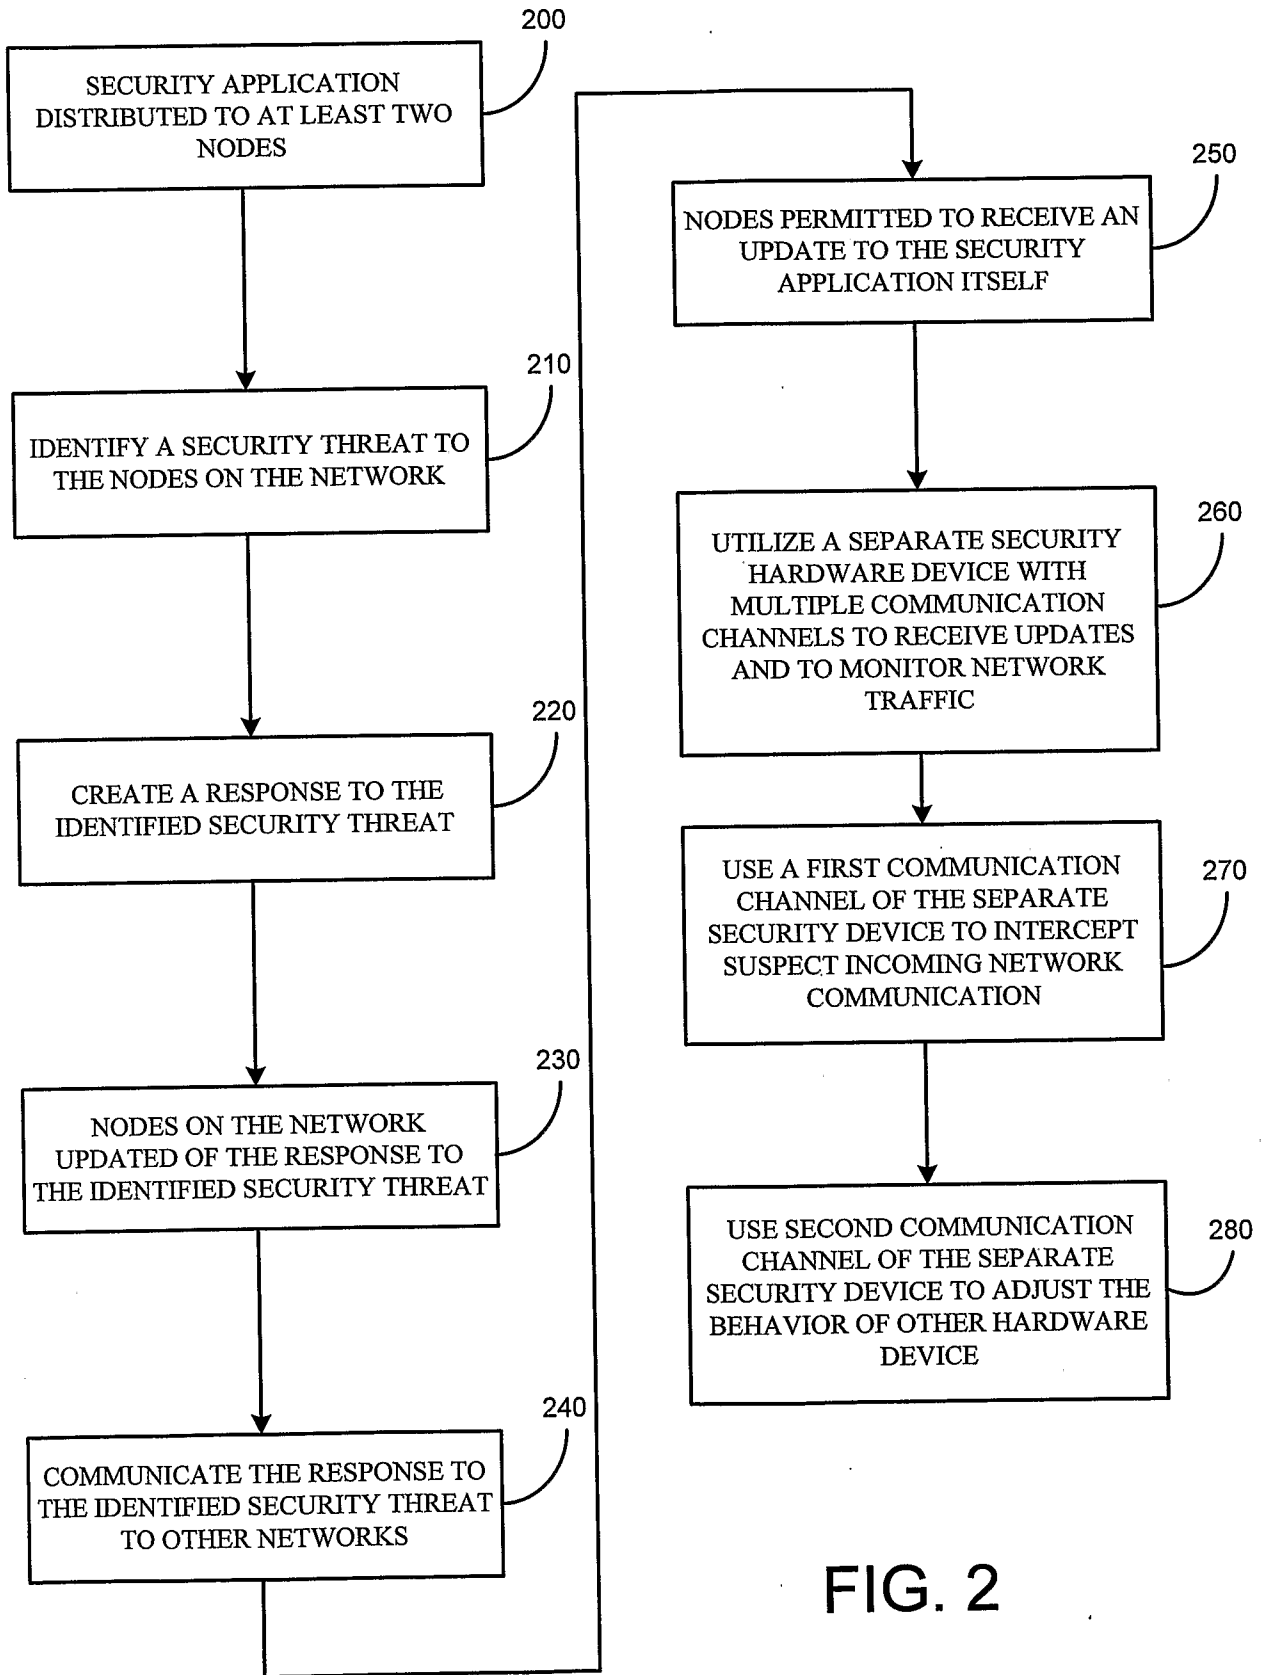 200
SECURITY APPLICATION
DISTRIBUTED TO AT LEAST TWO
NODES
210
IDENTIFY A SECURITY THREAT TO
THE NODES ON THE NETWORK
220
CREATE A RESPONSE TO THE
IDENTIFIED SECURITY THREAT
230
NODES ON THE NETWORK
UPDATED OF THE RESPONSE TO
THE IDENTIFIED SECURITY THREAT
240
COMMUNICATE THE RESPONSE TO
THE IDENTIFIED SECURITY THREAT
TO OTHER NETWORKS
250
NODES PERMITTED TO RECEIVE AN
UPDATE TO THE SECURITY
APPLICATION ITSELF
260
UTILIZE A SEPARATE SECURITY
HARDWARE DEVICE WITH
MULTIPLE COMMUNICATION
CHANNELS TO RECEIVE UPDATES
AND TO MONITOR NETWORK
TRAFFIC
270
USE A FIRST COMMUNICATION
CHANNEL OF THE SEPARATE
SECURITY DEVICE TO INTERCEPT
SUSPECT INCOMING NETWORK
COMMUNICATION
280
USE SECOND COMMUNICATION
CHANNEL OF THE SEPARATE
SECURITY DEVICE TO ADJUST THE
BEHAVIOR OF OTHER HARDWARE
DEVICE
FIG. 2